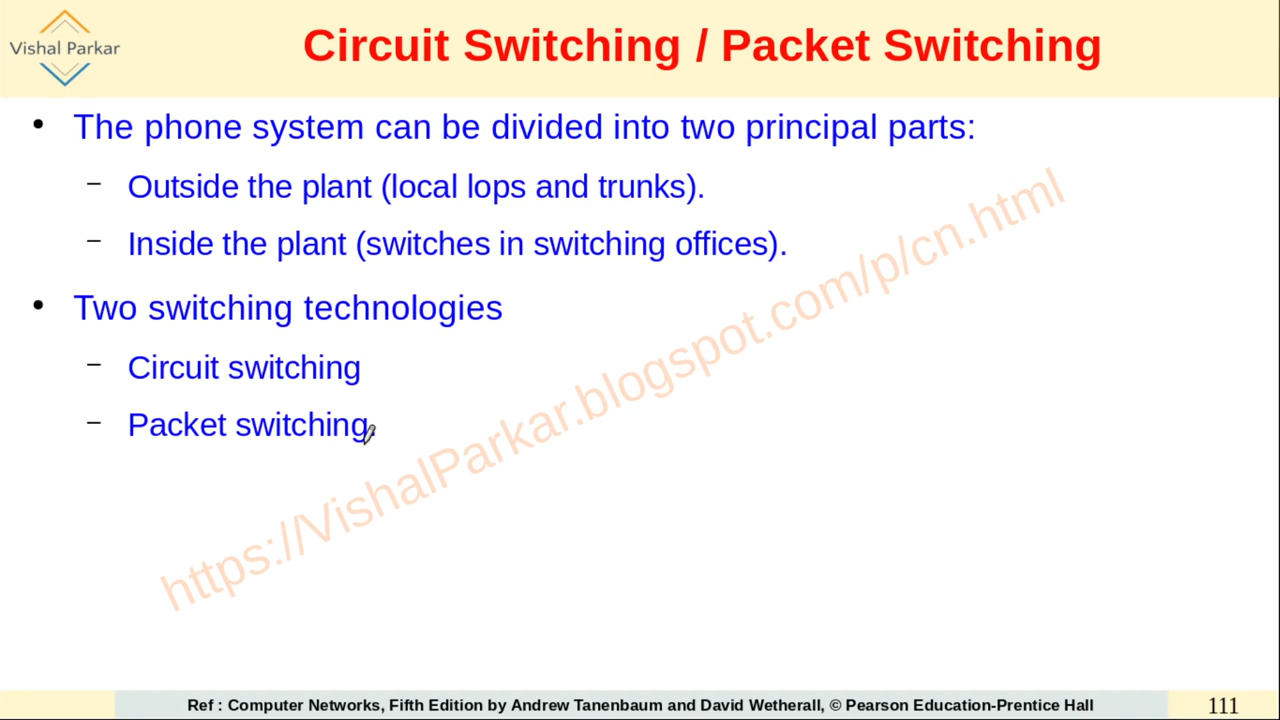 Vishal Parkar
Circuit Switching / Packet Switching
• The phone system can be divided into two principal parts:
– Outside the plant (local lops and trunks).
– Inside the plant (switches in switching offices).
• Two switching technologies
– Circuit switching
– Packet switching.
https://VishalParkar.blogspot.com/p/cn.html
Ref : Computer Networks, Fifth Edition by Andrew Tanenbaum and David Wetherall, © Pearson Education-Prentice Hall
111